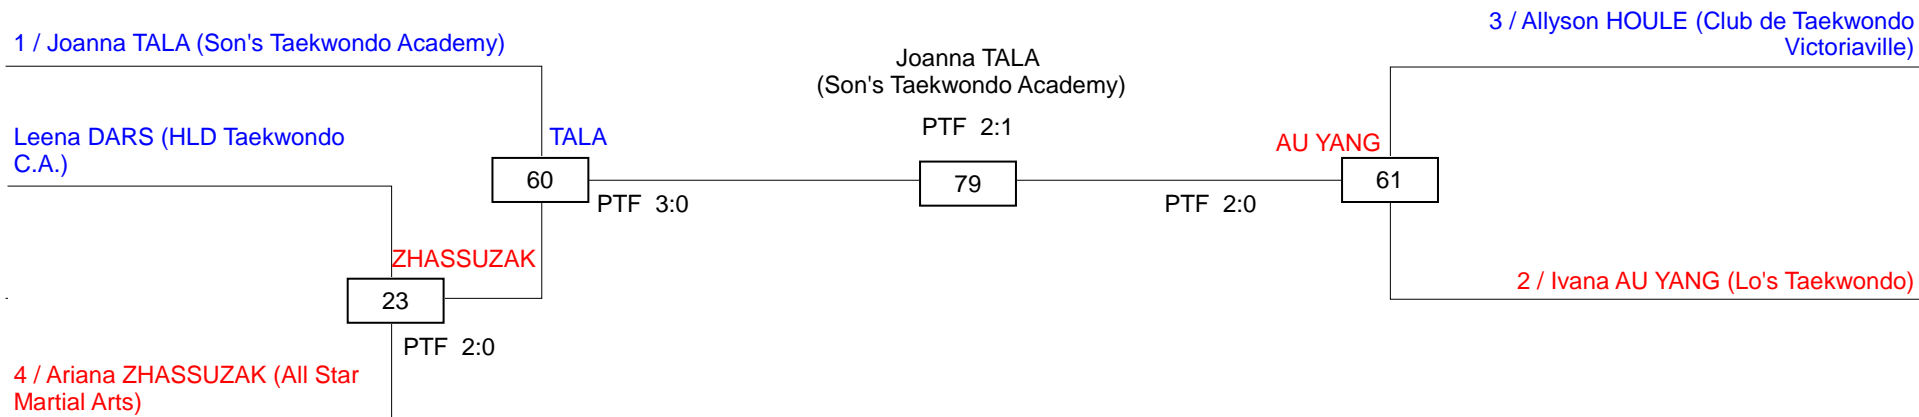 1 / Joanna TALA (Son's Taekwondo Academy)
Leena DARS (HLD Taekwondo
C.A.)
TALA
60
PTF 3:0
ZHASSUZAK
23
PTF 2:0
4 / Ariana ZHASSUZAK (All Star
Martial Arts)
Joanna TALA
(Son's Taekwondo Academy)
PTF 2:1
79
3 / Allyson HOULE (Club de Taekwondo
Victoriaville)
AU YANG
61
PTF 2:0
2 / Ivana AU YANG (Lo's Taekwondo)